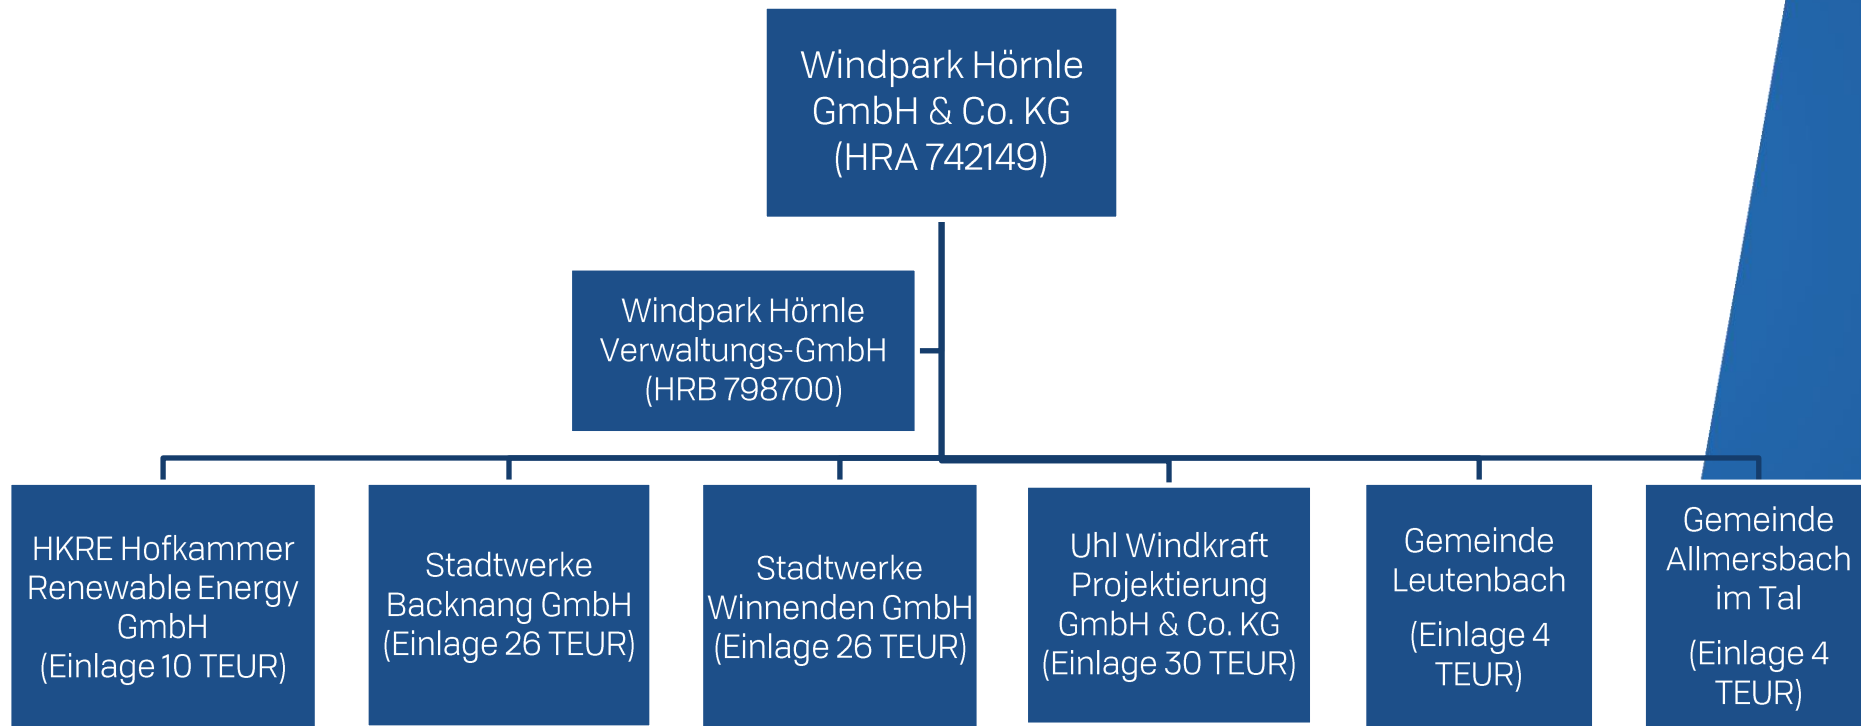 Windpark Hörnle
GmbH & Co. KG
(HRA 742149)
Windpark Hörnle
Verwaltungs-GmbH
(HRB 798700)
HKRE Hofkammer
Renewable Energy
GmbH
(Einlage 10 TEUR)
Stadtwerke
Backnang GmbH
(Einlage 26 TEUR)
Stadtwerke
Winnenden GmbH
(Einlage 26 TEUR)
Uhl Windkraft
Projektierung
GmbH & Co. KG
(Einlage 30 TEUR)
Gemeinde
Leutenbach
(Einlage 4
TEUR)
Gemeinde
Allmersbach
im Tal
(Einlage 4
TEUR)